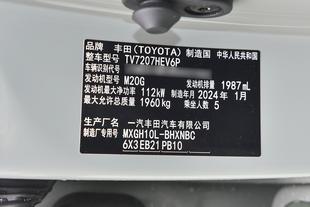 品牌 丰田(TOYOTA) 制造国 中华人民共和国
整车型号 TV7207HEV6P
车辆识别代号
发动机型号 M20G 发动机排量 1987mL
发动机最大净功率 112kW 制造年月 2024年1月
最大允许总质量 1960kg 乘坐人数 5
一汽丰田汽车有限公司
制造厂专用号 MXGH10L-BHXNBC
6X3EB21PB10